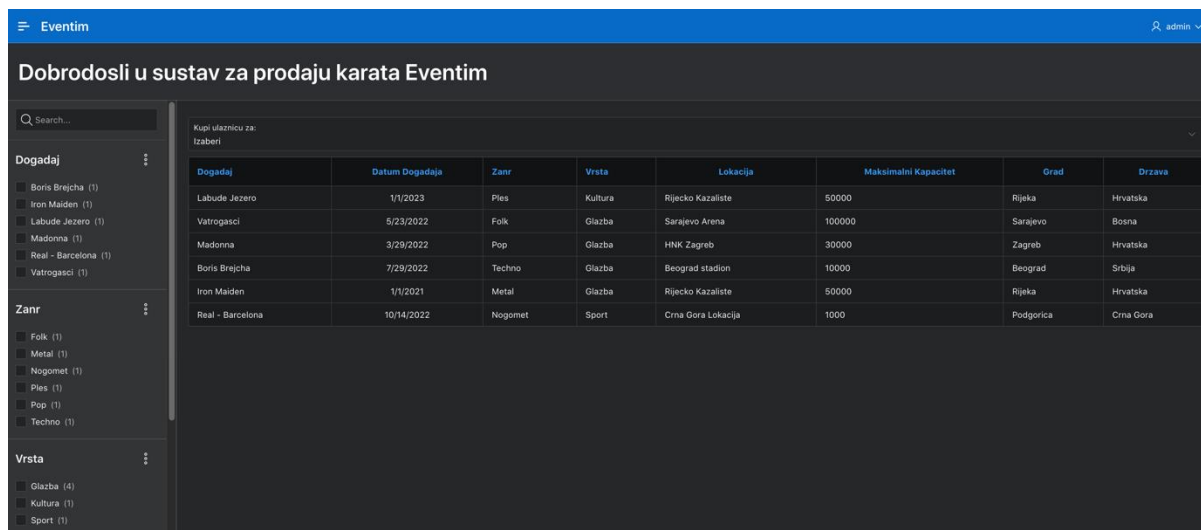 Eventim
admin
Dobrodosli u sustav za prodaju karata Eventim
Search...
Događaj
Boris Brejcha (1)
Iron Maiden (1)
Labude Jezero (1)
Madonna (1)
Real - Barcelona (1)
Vatrogasci (1)
Zanr
Folk (1)
Metal (1)
Nogomet (1)
Ples (1)
Pop (1)
Techno (1)
Vrsta
Glazba (4)
Kultura (1)
Sport (1)
Kupi ulaznicu za:
Izaberi
Događaj Datum Događaja Zanr Vrsta Lokacija Maksimalni Kapacitet Grad Drzava
Labude Jezero 1/1/2023 Ples Kultura Rijecko Kazaliste 50000 Rijeka Hrvatska
Vatrogasci 5/23/2022 Folk Glazba Sarajevo Arena 100000 Sarajevo Bosna
Madonna 3/29/2022 Pop Glazba HNK Zagreb 30000 Zagreb Hrvatska
Boris Brejcha 7/29/2022 Techno Glazba Beograd stadion 10000 Beograd Srbija
Iron Maiden 1/1/2021 Metal Glazba Rijecko Kazaliste 50000 Rijeka Hrvatska
Real - Barcelona 10/14/2022 Nogomet Sport Crna Gora Lokacija 1000 Podgorica Crna Gora